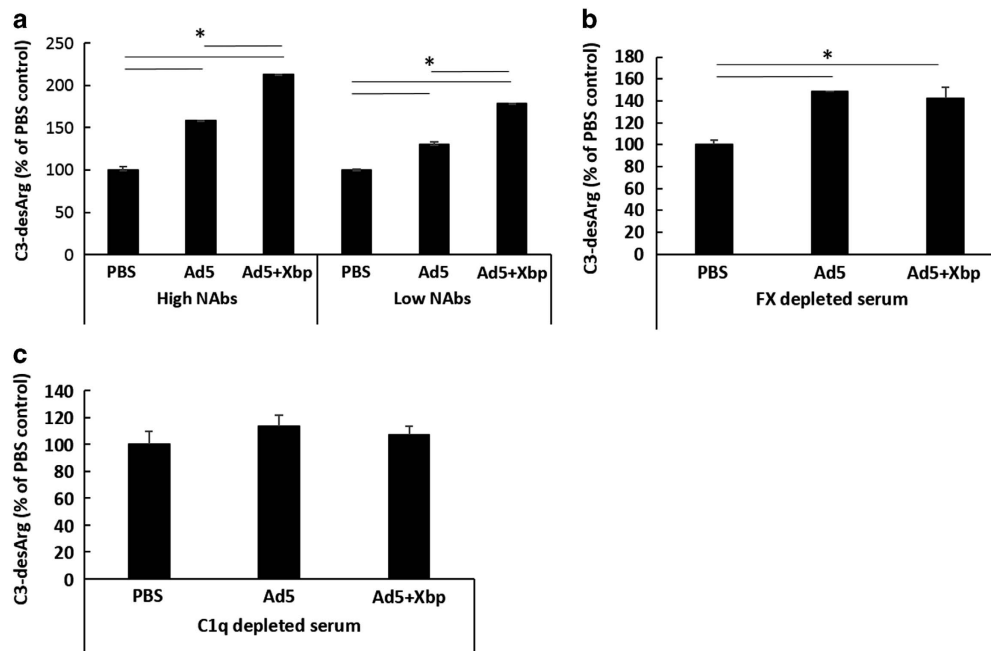 a
*
*
C3-desArg (% of PBS control)
250
200
150
100
50
0
PBS Ad5 Ad5+Xbp PBS Ad5 Ad5+Xbp
High NAbs Low NAbs
b
*
C3-desArg (% of PBS control)
180
160
140
120
100
80
60
40
20
0
PBS Ad5 Ad5+Xbp
FX depleted serum
c
C3-desArg (% of PBS control)
140
120
100
80
60
40
20
0
PBS Ad5 Ad5+Xbp
C1q depleted serum